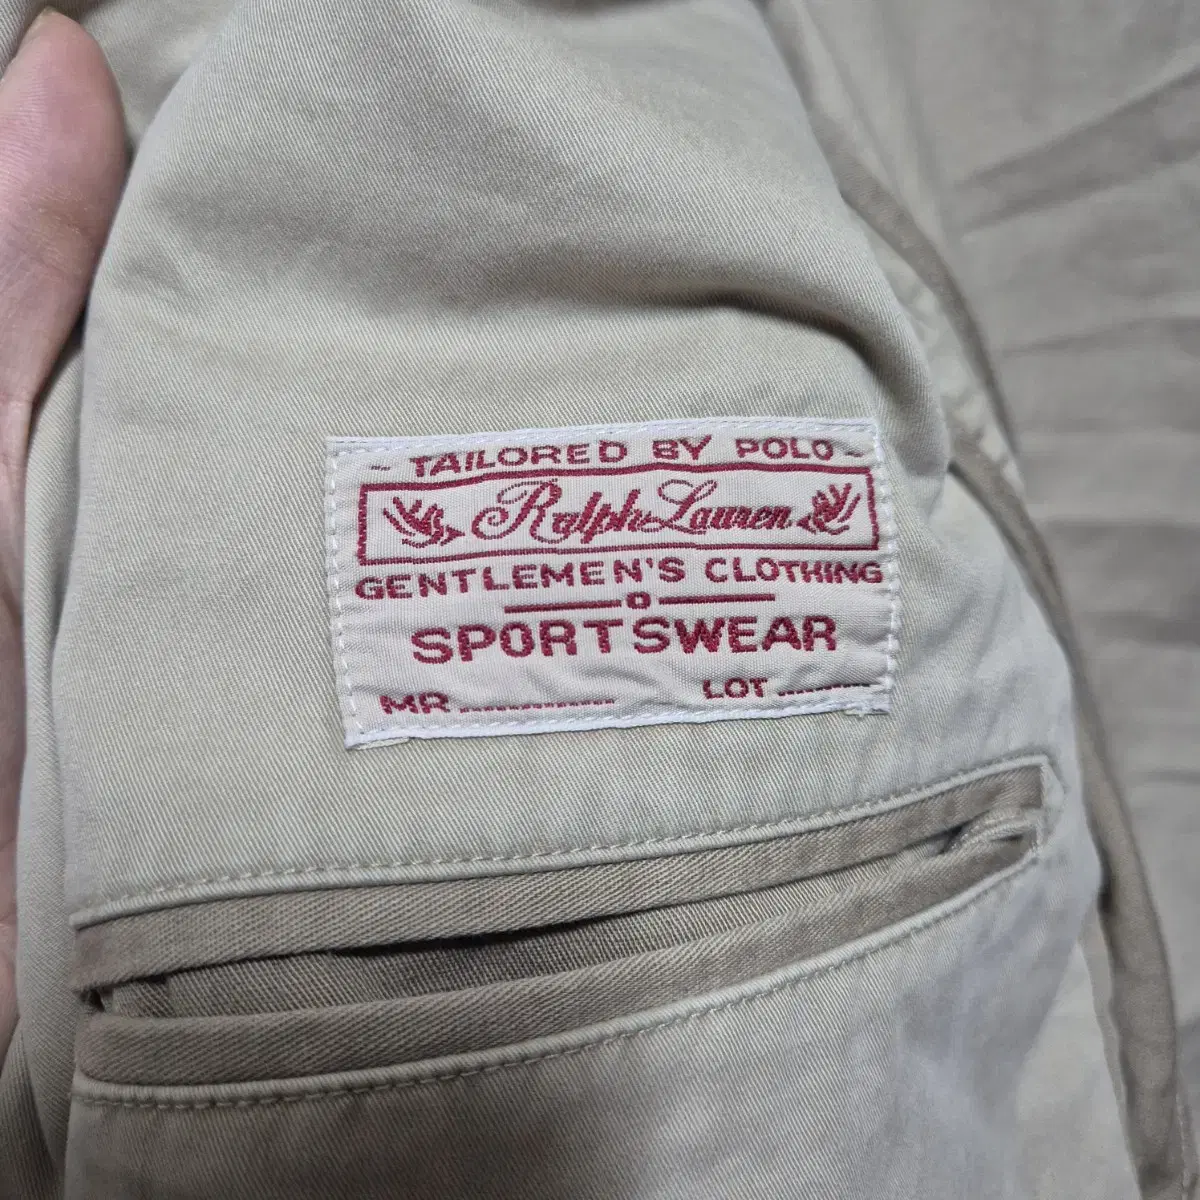 ~ TAILORED BY POLO ~
Ralph Lauren
GENTLEMEN'S CLOTHING
SPORTSWEAR
MR. ............... LOT ...........